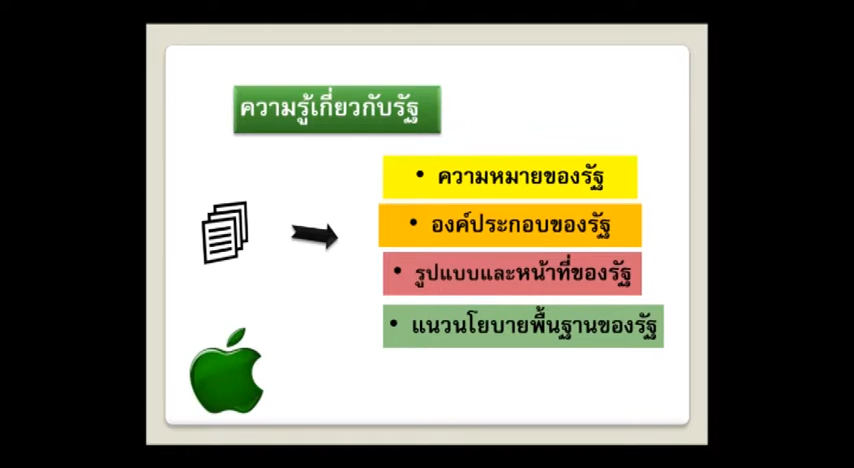 ความรู้เกี่ยวกับรัฐ
• ความหมายของรัฐ
• องค์ประกอบของรัฐ
• รูปแบบและหน้าที่ของรัฐ
• แนวนโยบายพื้นฐานของรัฐ